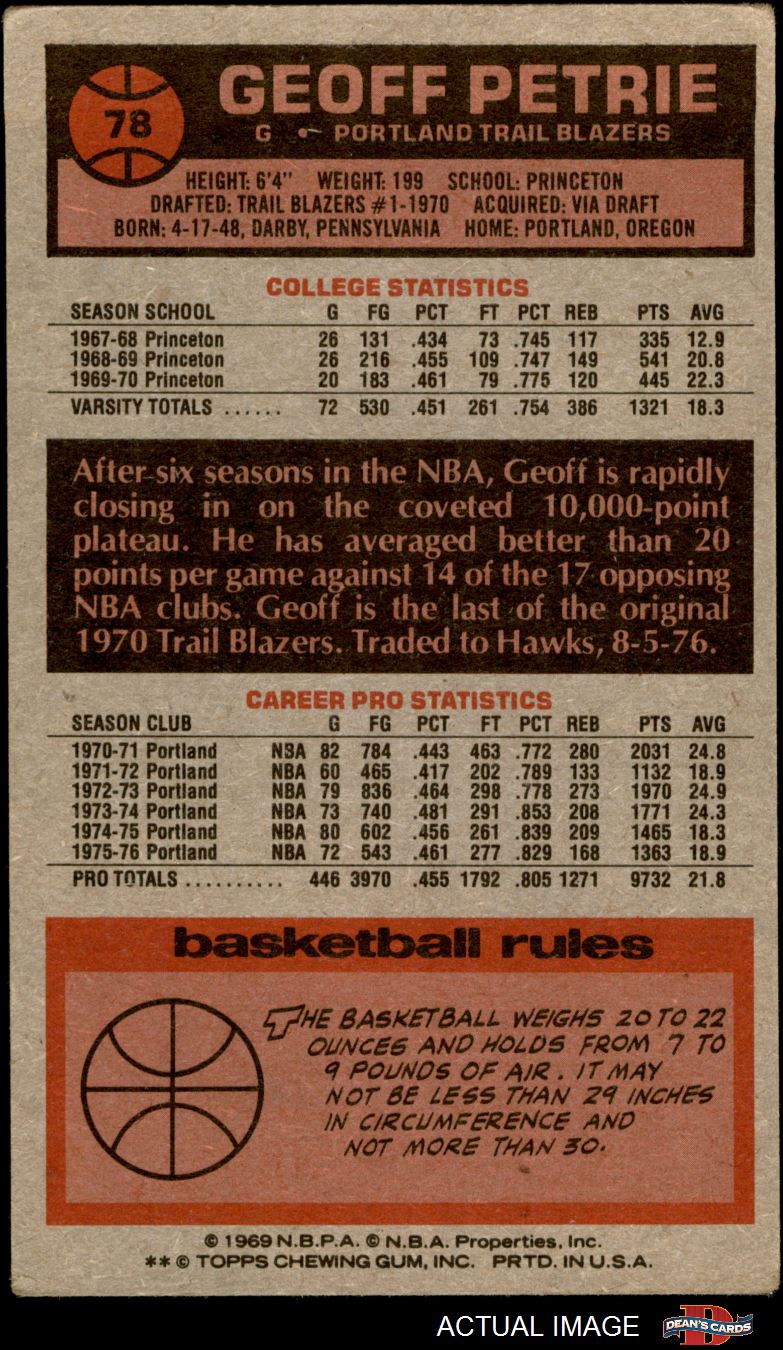 78
GEOFF PETRIE
G • PORTLAND TRAIL BLAZERS
HEIGHT: 6'4" WEIGHT: 199 SCHOOL: PRINCETON
DRAFTED: TRAIL BLAZERS #1-1970 ACQUIRED: VIA DRAFT
BORN: 4-17-48, DARBY, PENNSYLVANIA HOME: PORTLAND, OREGON
COLLEGE STATISTICS
SEASON SCHOOL G FG PCT FT PCT REB PTS AVG
1967-68 Princeton 26 131 .434 73 .745 117 335 12.9
1968-69 Princeton 26 216 .455 109 .747 149 541 20.8
1969-70 Princeton 20 183 .461 79 .775 120 445 22.3
VARSITY TOTALS ...... 72 530 .451 261 .754 386 1321 18.3
After six seasons in the NBA, Geoff is rapidly
closing in on the coveted 10,000-point
plateau. He has averaged better than 20
points per game against 14 of the 17 opposing
NBA clubs. Geoff is the last of the original
1970 Trail Blazers. Traded to Hawks, 8-5-76.
CAREER PRO STATISTICS
SEASON CLUB G FG PCT FT PCT REB PTS AVG
1970-71 Portland NBA 82 784 .443 463 .772 280 2031 24.8
1971-72 Portland NBA 60 465 .417 202 .789 133 1132 18.9
1972-73 Portland NBA 79 836 .464 298 .778 273 1970 24.9
1973-74 Portland NBA 73 740 .481 291 .853 208 1771 24.3
1974-75 Portland NBA 80 602 .456 261 .839 209 1465 18.3
1975-76 Portland NBA 72 543 .461 277 .829 168 1363 18.9
PRO TOTALS .......... 446 3970 .455 1792 .805 1271 9732 21.8
basketball rules
THE BASKETBALL WEIGHS 20 TO 22
OUNCES AND HOLDS FROM 7 TO
9 POUNDS OF AIR. IT MAY
NOT BE LESS THAN 29 INCHES
IN CIRCUMFERENCE AND
NOT MORE THAN 30.
© 1969 N.B.P.A. © N.B.A. Properties, Inc.
** © TOPPS CHEWING GUM, INC. PRTD. IN U.S.A.
ACTUAL IMAGE
DEAN'S CARDS